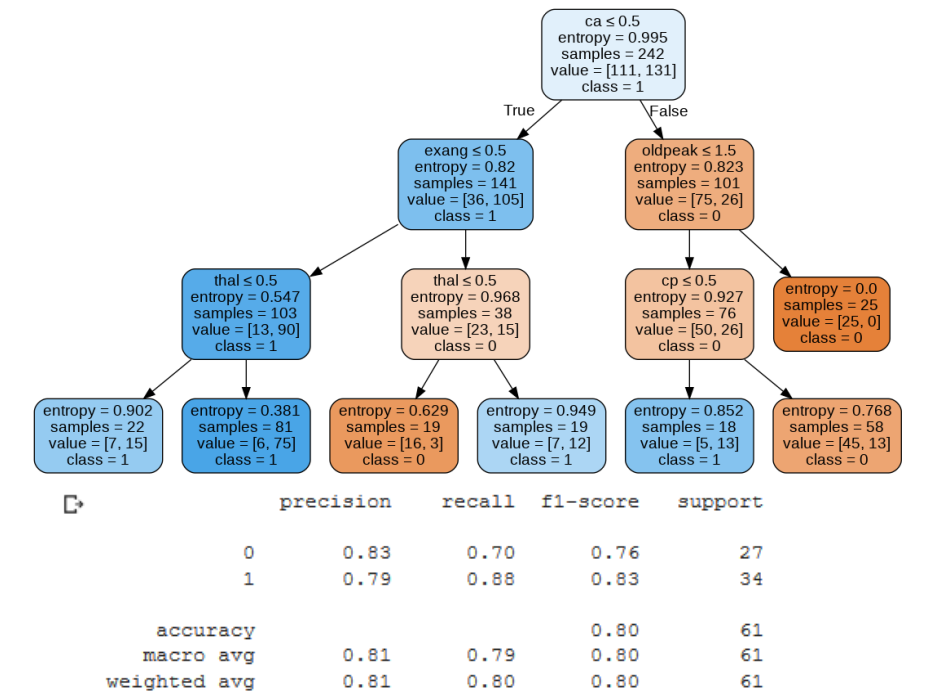 ca ≤ 0.5
entropy = 0.995
samples = 242
value = [111, 131]
class = 1
True
False
exang ≤ 0.5
entropy = 0.82
samples = 141
value = [36, 105]
class = 1
oldpeak ≤ 1.5
entropy = 0.823
samples = 101
value = [75, 26]
class = 0
thal ≤ 0.5
entropy = 0.547
samples = 103
value = [13, 90]
class = 1
thal ≤ 0.5
entropy = 0.968
samples = 38
value = [23, 15]
class = 0
cp ≤ 0.5
entropy = 0.927
samples = 76
value = [50, 26]
class = 0
entropy = 0.0
samples = 25
value = [25, 0]
class = 0
entropy = 0.902
samples = 22
value = [7, 15]
class = 1
entropy = 0.381
samples = 81
value = [6, 75]
class = 1
entropy = 0.629
samples = 19
value = [16, 3]
class = 0
entropy = 0.949
samples = 19
value = [7, 12]
class = 1
entropy = 0.852
samples = 18
value = [5, 13]
class = 1
entropy = 0.768
samples = 58
value = [45, 13]
class = 0
precision recall f1-score support
0 0.83 0.70 0.76 27
1 0.79 0.88 0.83 34
accuracy 0.80 61
macro avg 0.81 0.79 0.80 61
weighted avg 0.81 0.80 0.80 61